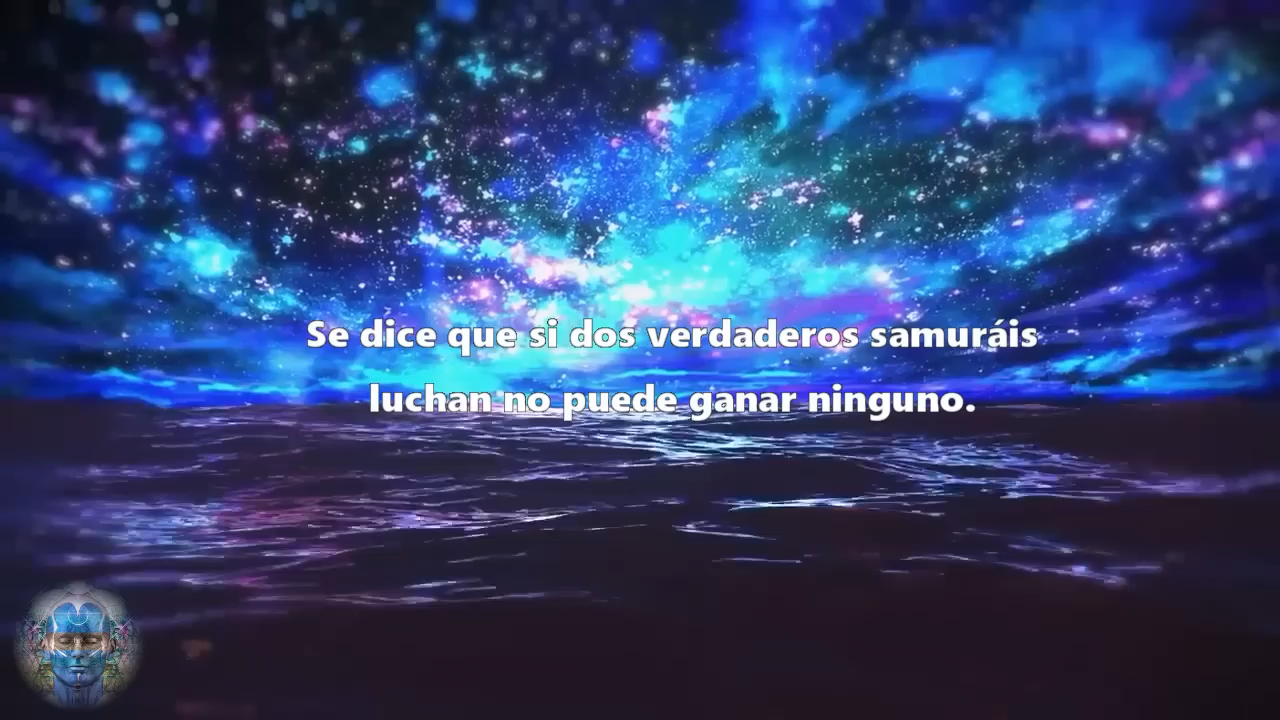 Se dice que si dos verdaderos samuráis
luchan no puede ganar ninguno.